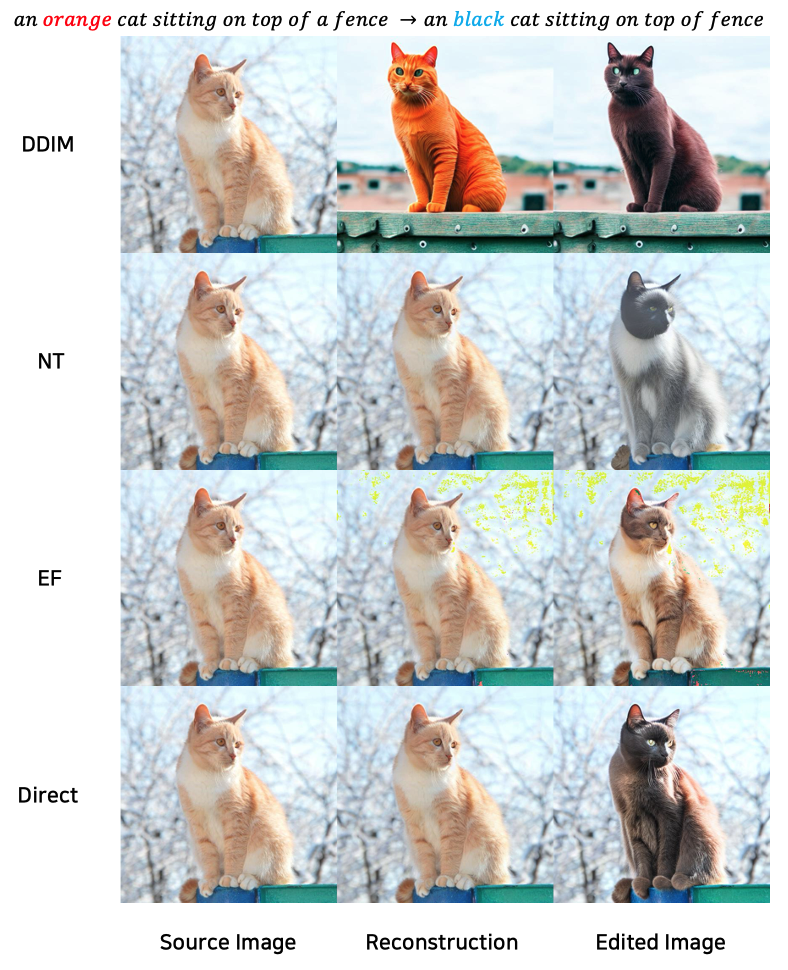 an orange cat sitting on top of a fence → an black cat sitting on top of fence
DDIM
NT
EF
Direct
Source Image
Reconstruction
Edited Image